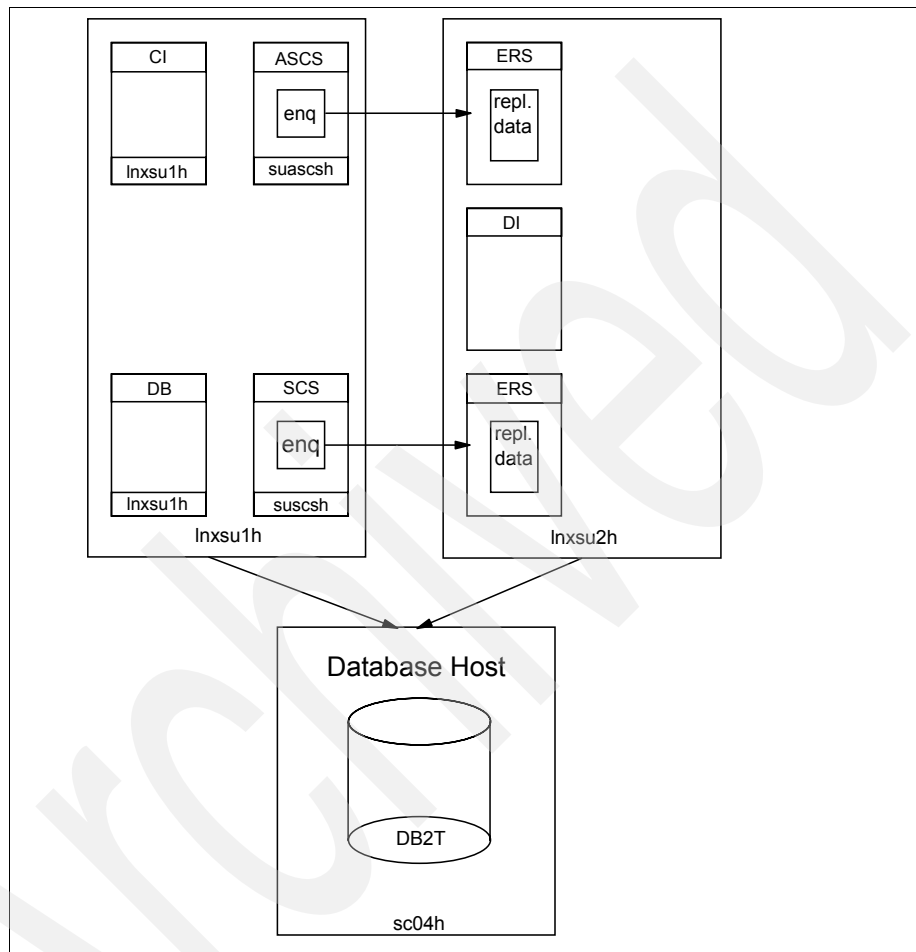 CI
ASCS
enq
lnxsu1h
suascsh
ERS
repl.
data
DI
DB
SCS
enq
lnxsu1h
suscsh
lnxsu1h
ERS
repl.
data
lnxsu2h
Database Host
DB2T
sc04h
Archived